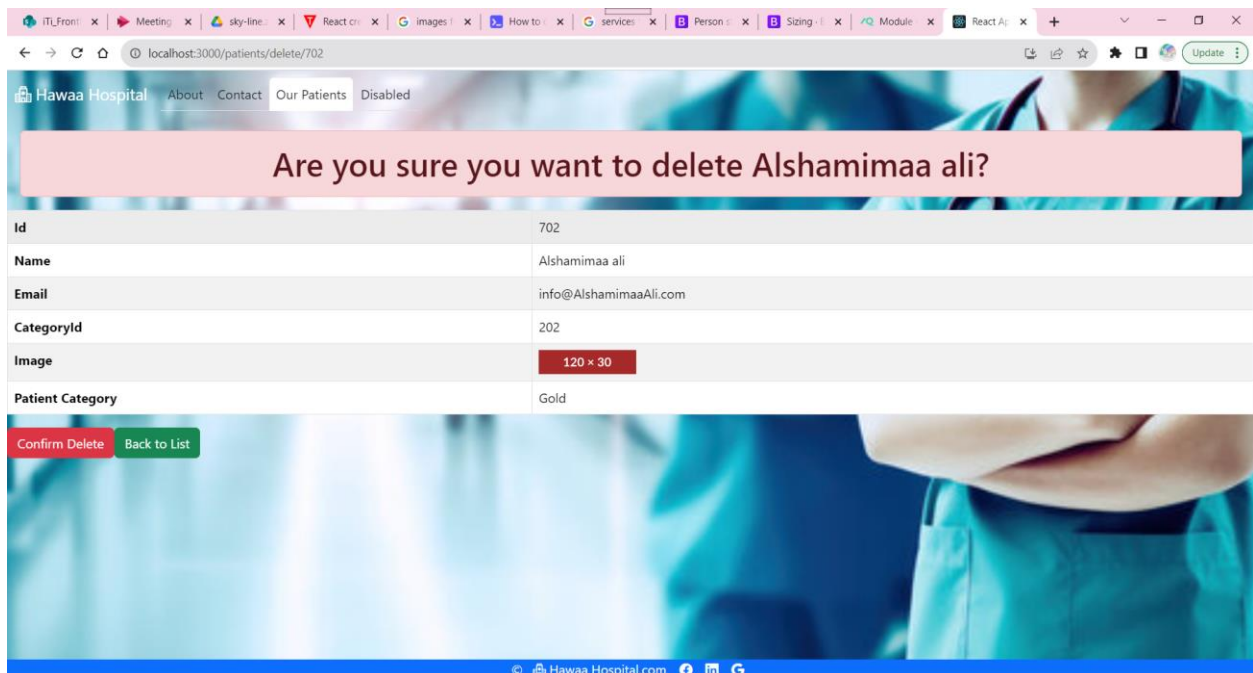 iTi_Front
Meeting
sky-line.
React cr
G images f
How to
G services
B Person s
B Sizing - B
Module
React Ap
localhost:3000/patients/delete/702
Update
Hawaa Hospital About Contact Our Patients Disabled
Are you sure you want to delete Alshamimaa ali?
Id 702
Name Alshamimaa ali
Email info@AlshamimaaAli.com
CategoryId 202
Image 120 × 30
Patient Category Gold
Confirm Delete Back to List
© Hawaa Hospital.com G